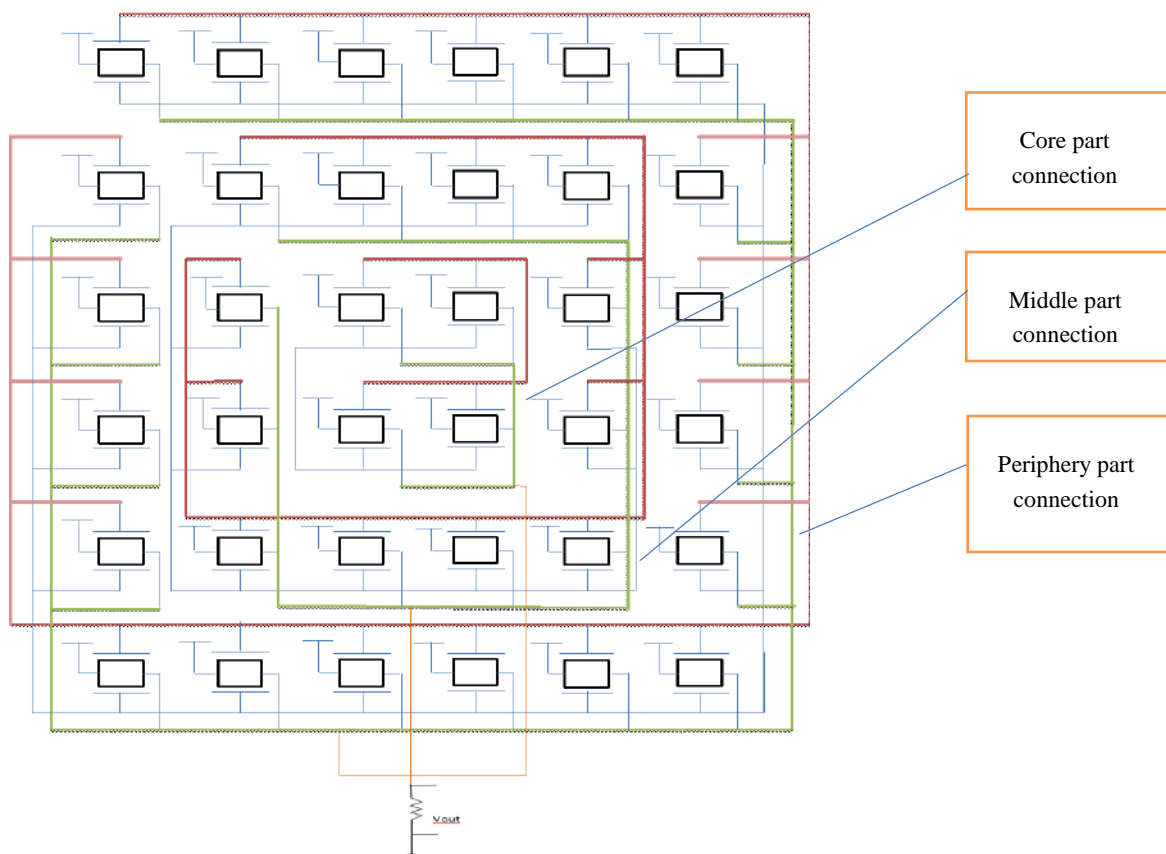 Core part
connection
Middle part
connection
Periphery part
connection
Vout